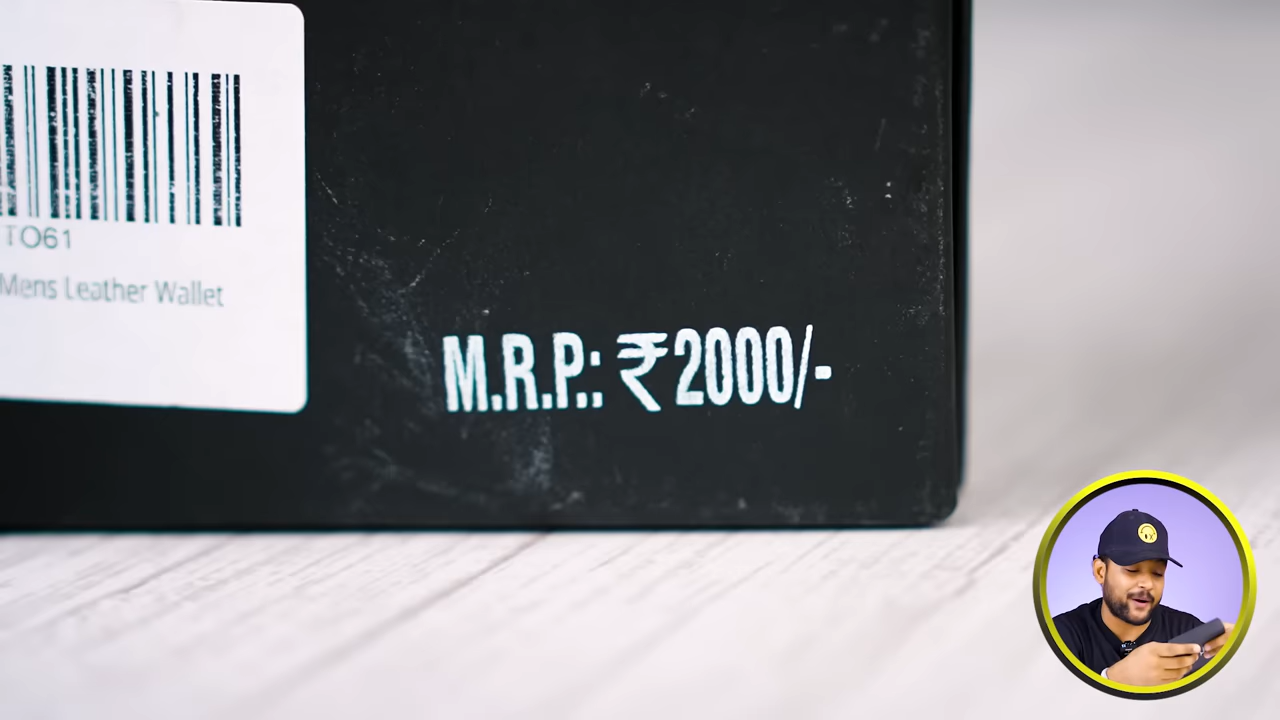 TO61
Mens Leather Wallet
M.R.P.: ₹2000/-